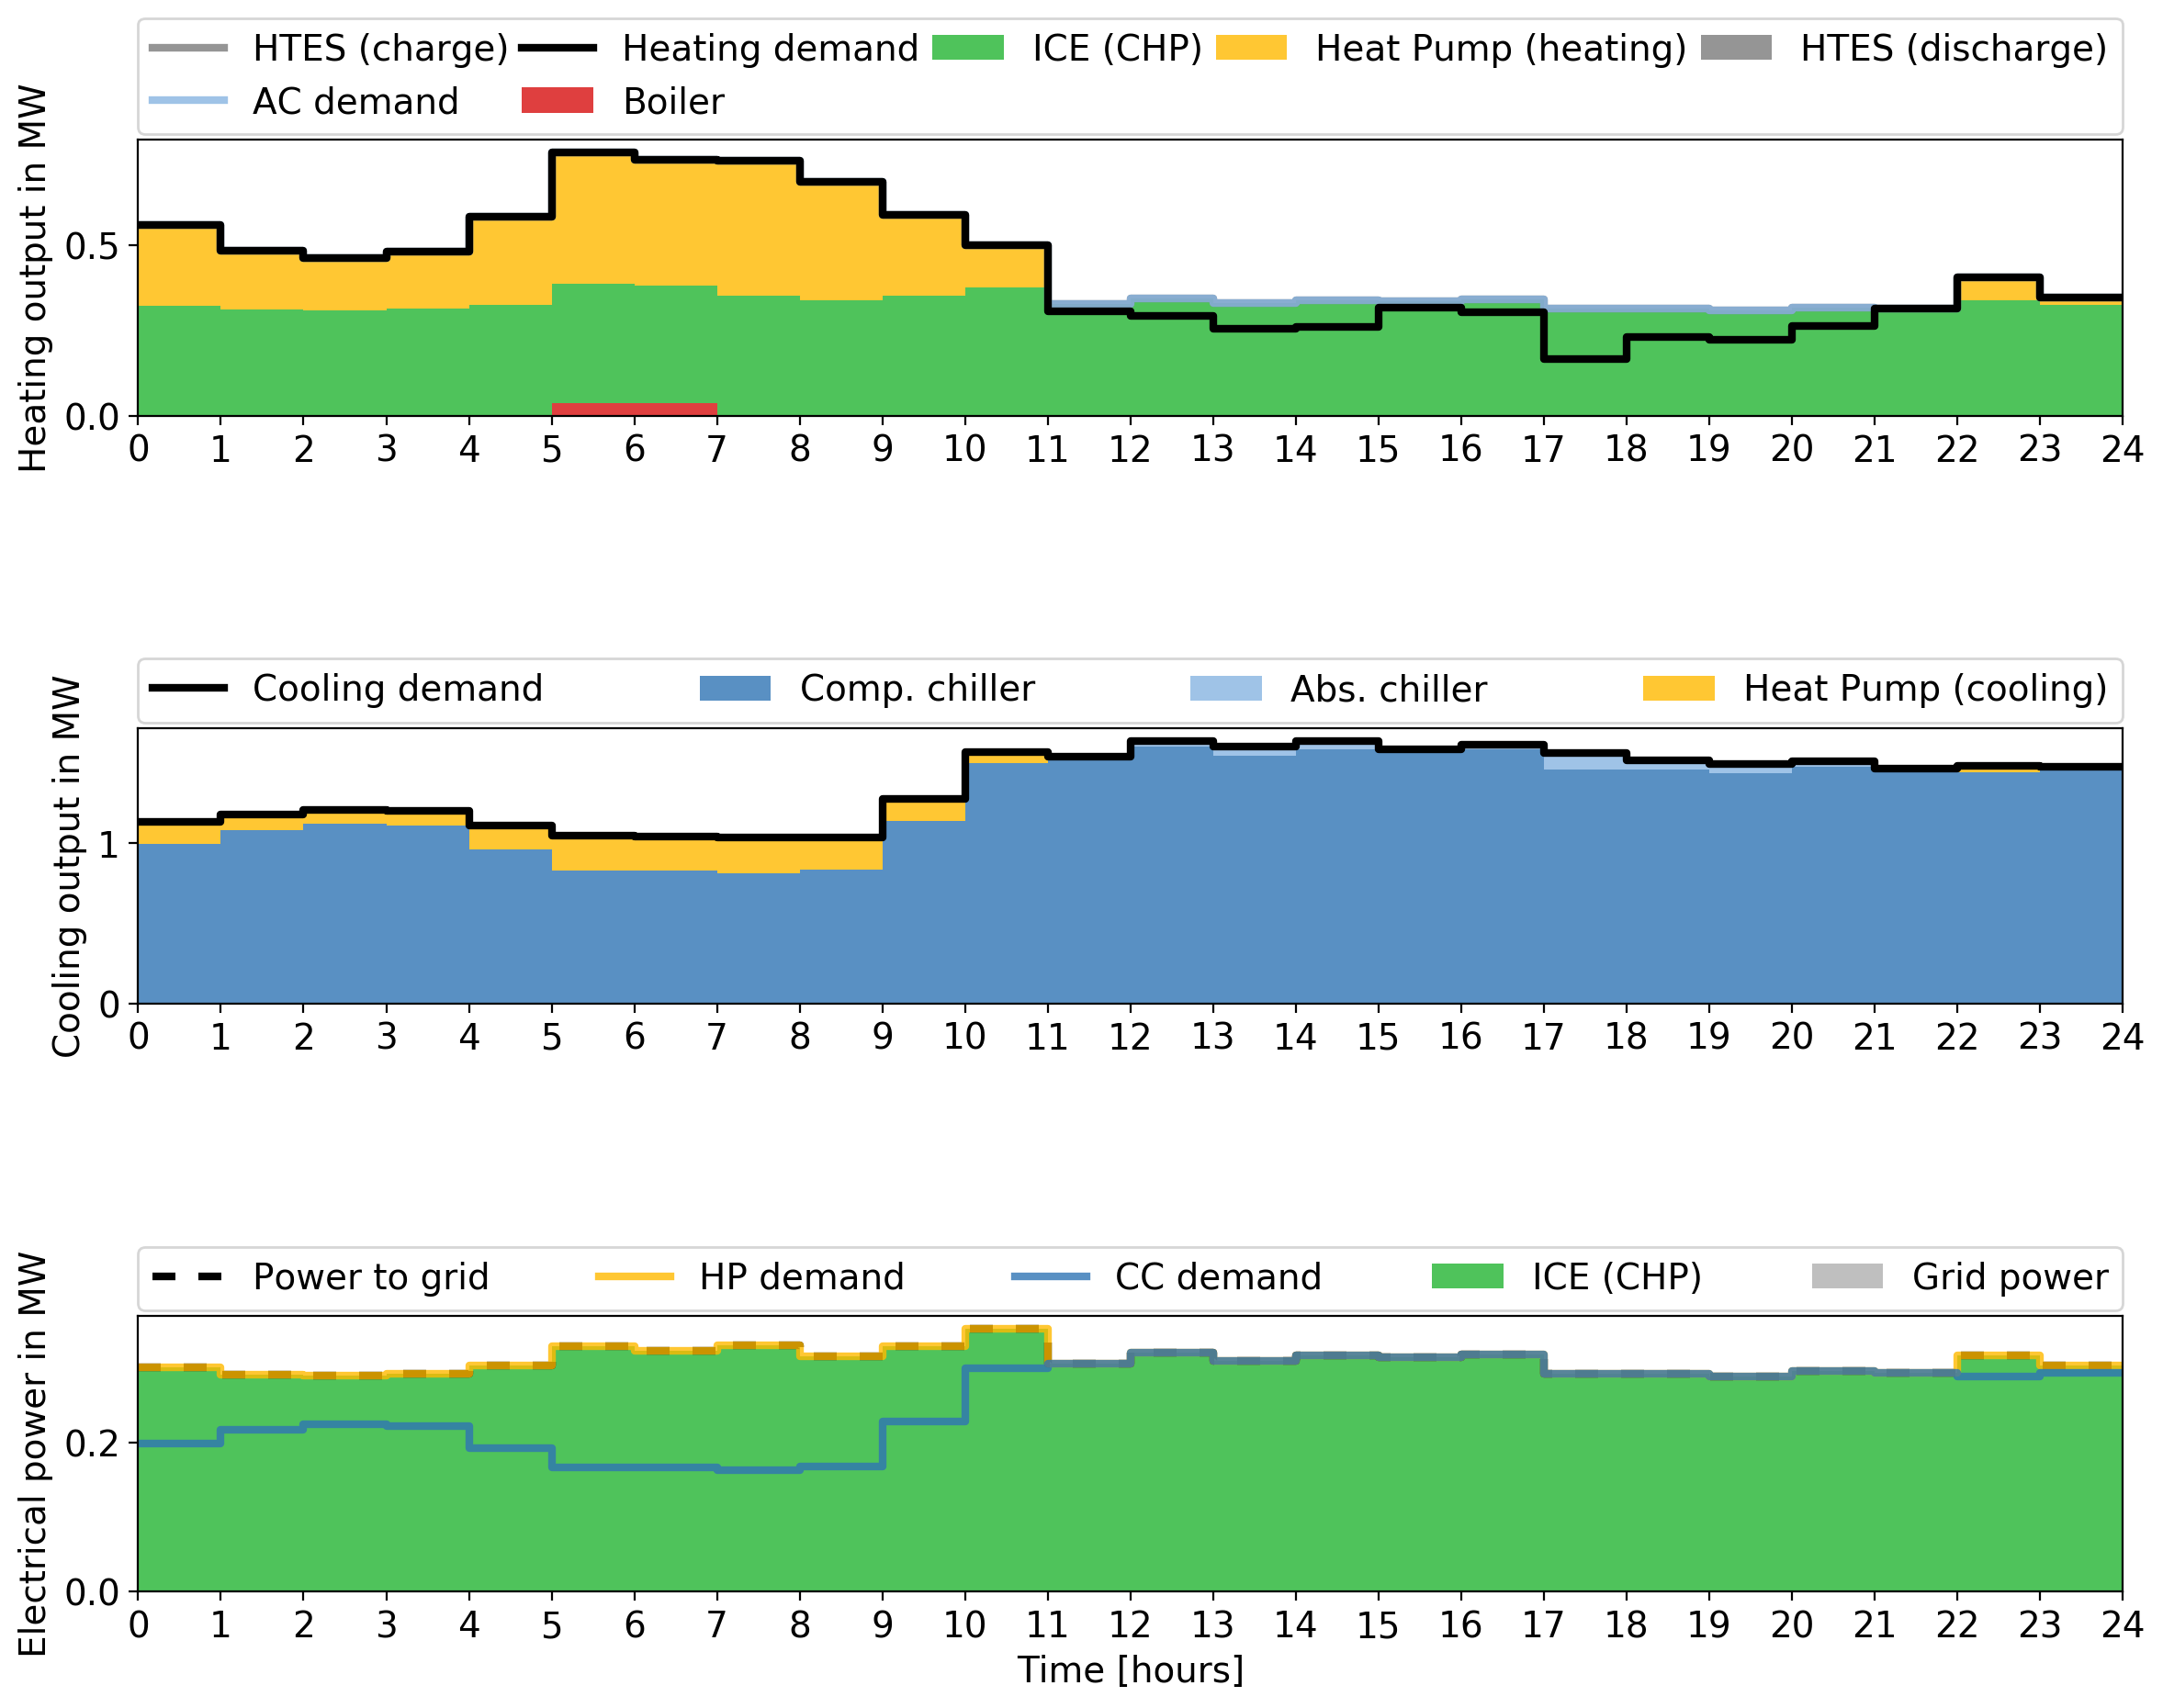 HTES (charge) Heating demand ICE (CHP) Heat Pump (heating) HTES (discharge)
AC demand Boiler
Heating output in MW
0.5
0.0
0 1 2 3 4 5 6 7 8 9 10 11 12 13 14 15 16 17 18 19 20 21 22 23 24
Cooling demand Comp. chiller Abs. chiller Heat Pump (cooling)
Cooling output in MW
1
0
0 1 2 3 4 5 6 7 8 9 10 11 12 13 14 15 16 17 18 19 20 21 22 23 24
Power to grid HP demand CC demand ICE (CHP) Grid power
Electrical power in MW
0.2
0.0
0 1 2 3 4 5 6 7 8 9 10 11 12 13 14 15 16 17 18 19 20 21 22 23 24
Time [hours]